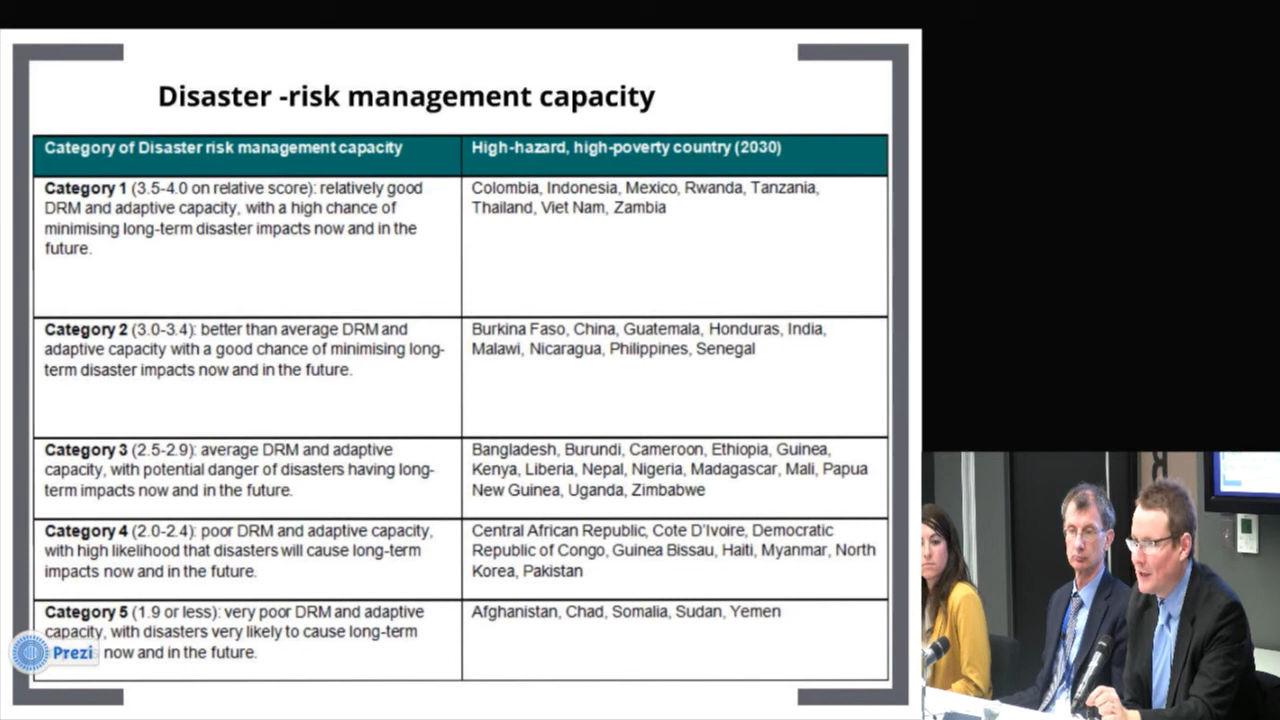 Disaster -risk management capacity
Category of Disaster risk management capacity
High-hazard, high-poverty country (2030)
Category 1 (3.5-4.0 on relative score): relatively good
DRM and adaptive capacity, with a high chance of
minimising long-term disaster impacts now and in the
future.
Colombia, Indonesia, Mexico, Rwanda, Tanzania,
Thailand, Viet Nam, Zambia
Category 2 (3.0-3.4): better than average DRM and
adaptive capacity with a good chance of minimising long-
term disaster impacts now and in the future.
Burkina Faso, China, Guatemala, Honduras, India,
Malawi, Nicaragua, Philippines, Senegal
Category 3 (2.5-2.9): average DRM and adaptive
capacity, with potential danger of disasters having long-
term impacts now and in the future.
Bangladesh, Burundi, Cameroon, Ethiopia, Guinea,
Kenya, Liberia, Nepal, Nigeria, Madagascar, Mali, Papua
New Guinea, Uganda, Zimbabwe
Category 4 (2.0-2.4): poor DRM and adaptive capacity,
with high likelihood that disasters will cause long-term
impacts now and in the future.
Central African Republic, Cote D'Ivoire, Democratic
Republic of Congo, Guinea Bissau, Haiti, Myanmar, North
Korea, Pakistan
Category 5 (1.9 or less): very poor DRM and adaptive
capacity, with disasters very likely to cause long-term
now and in the future.
Afghanistan, Chad, Somalia, Sudan, Yemen
Prezi